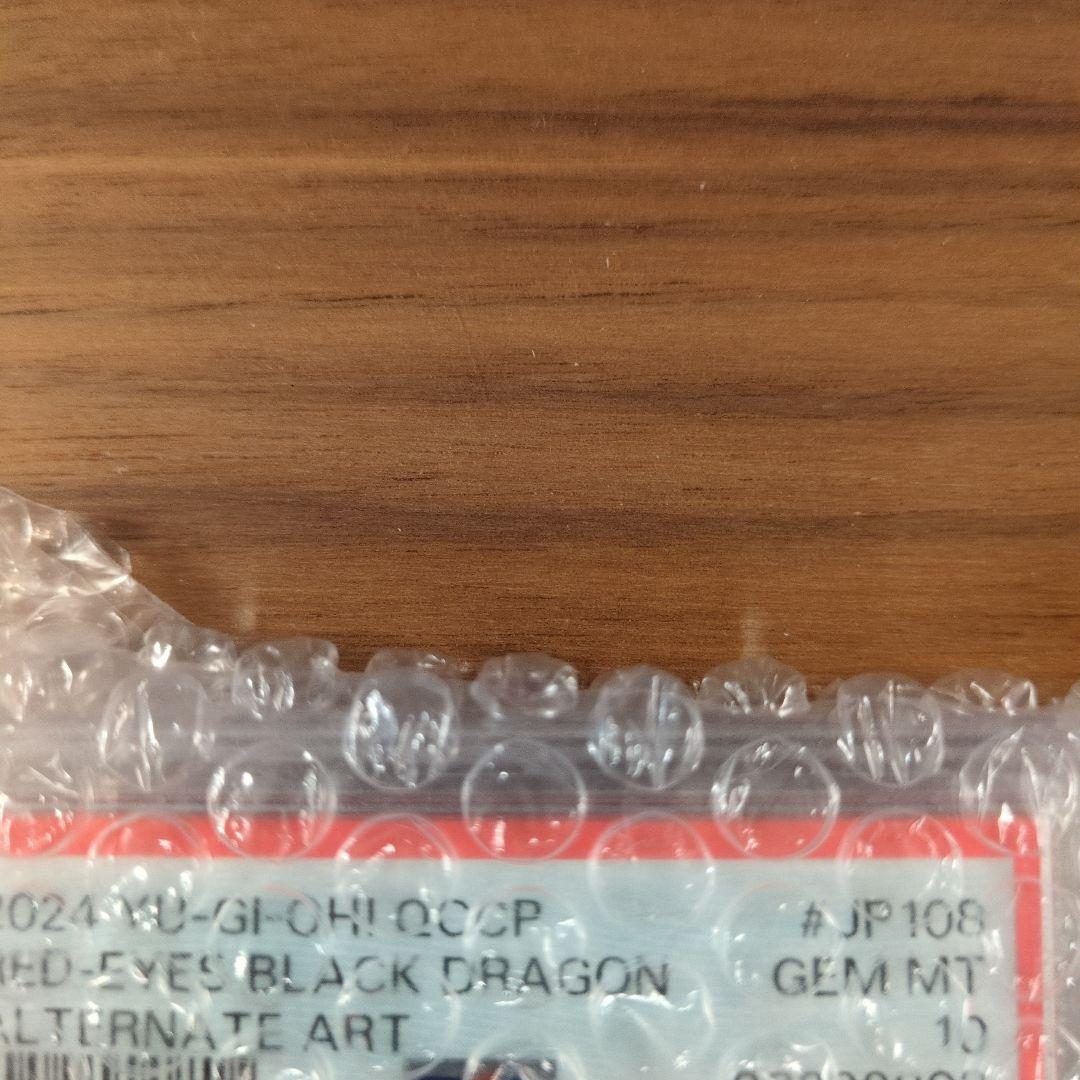 2024 YU-GI-OH! QCCP #JP108
RED-EYES BLACK DRAGON GEM MT
ALTERNATE ART 10